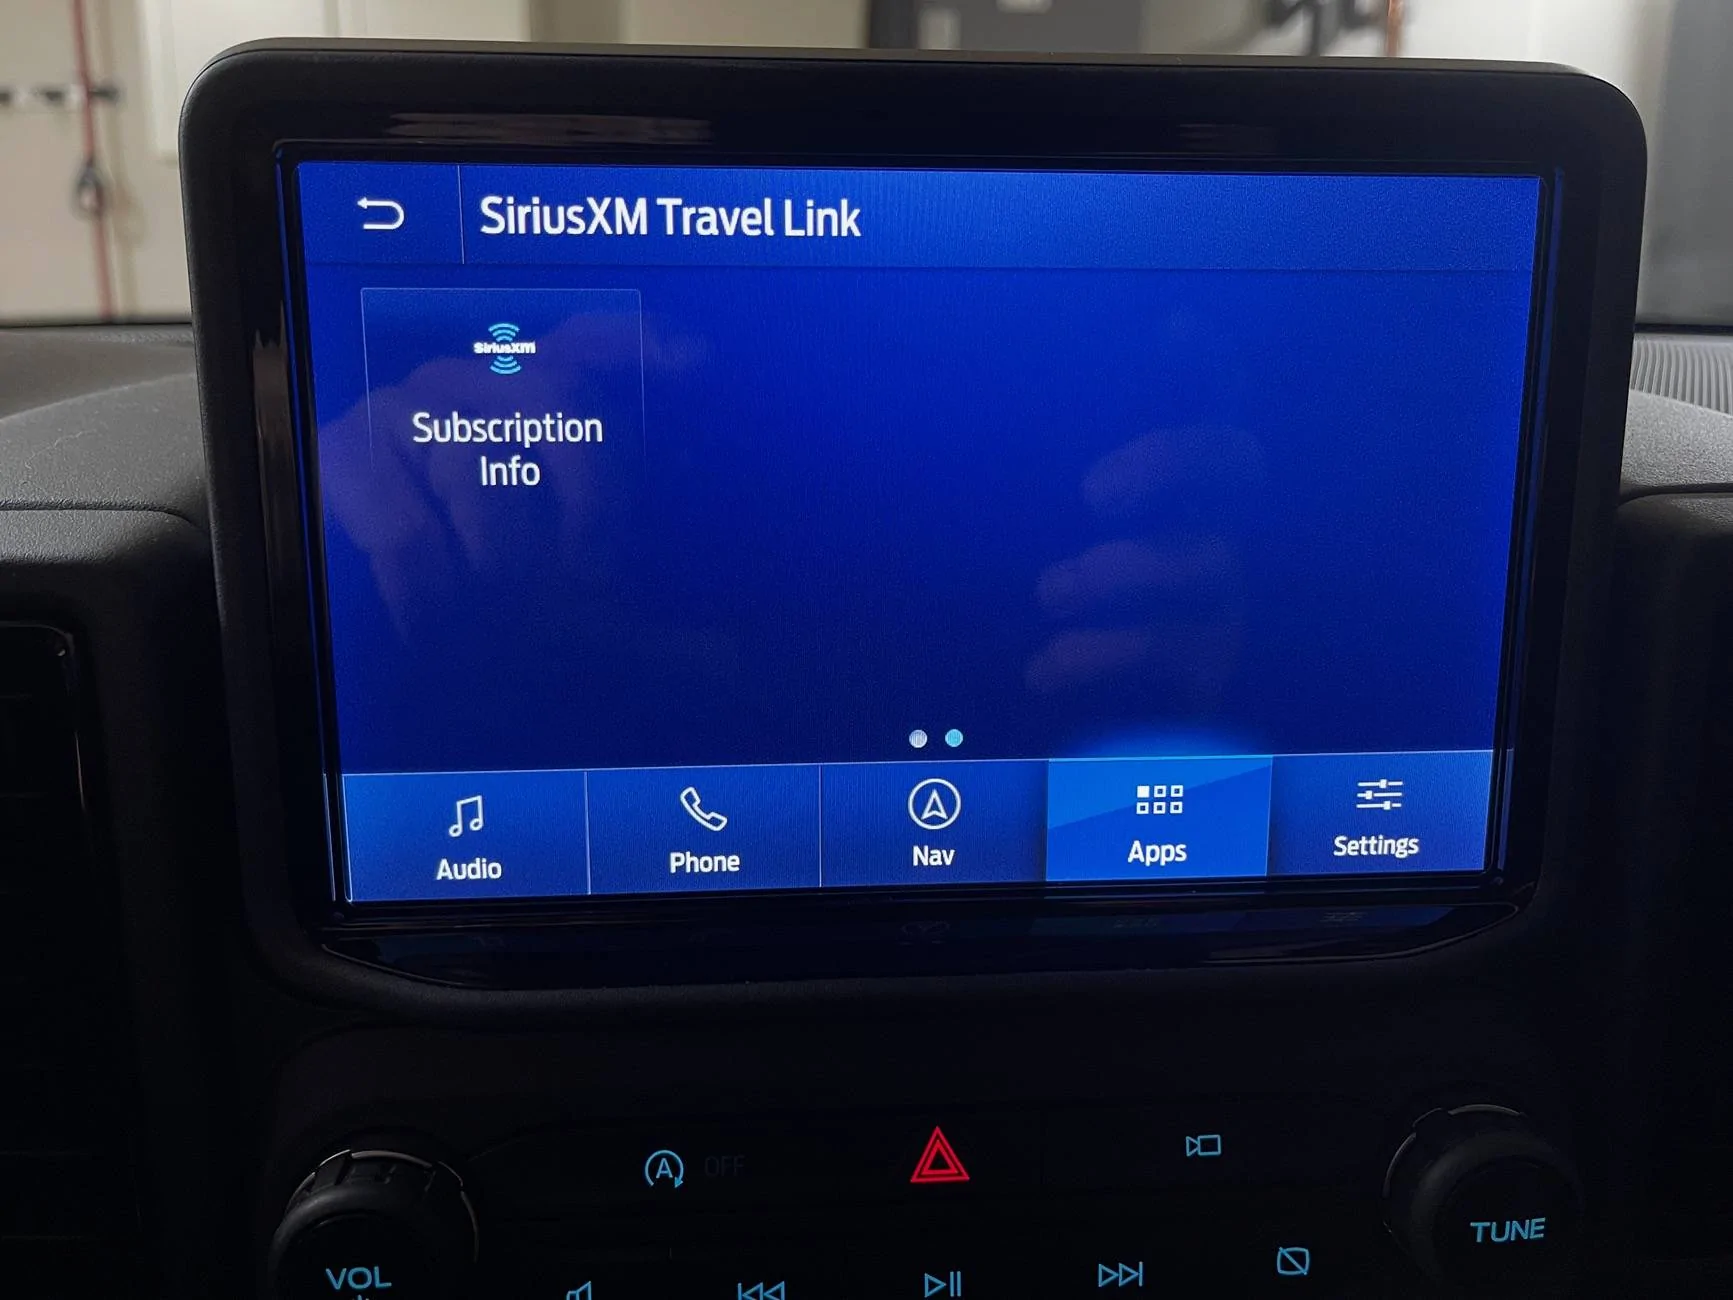 SiriusXM Travel Link
SiriusXM
Subscription
Info
Audio
Phone
Nav
Apps
Settings
A OFF
VOL
TUNE